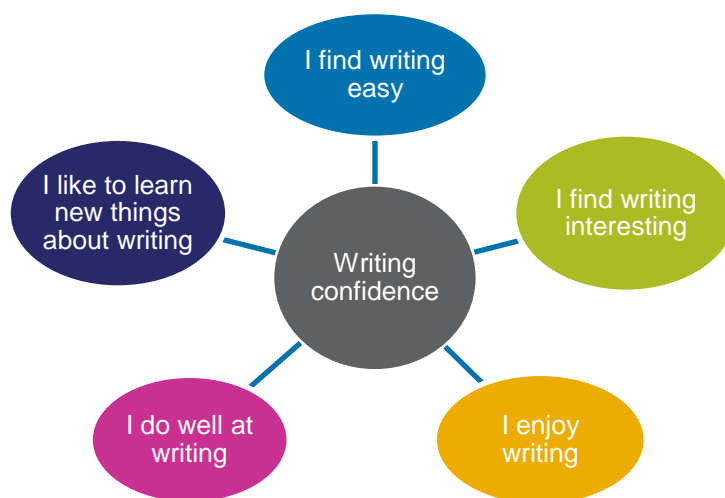 I find writing
easy
I like to learn
new things
about writing
I find writing
interesting
Writing
confidence
I do well at
writing
I enjoy
writing